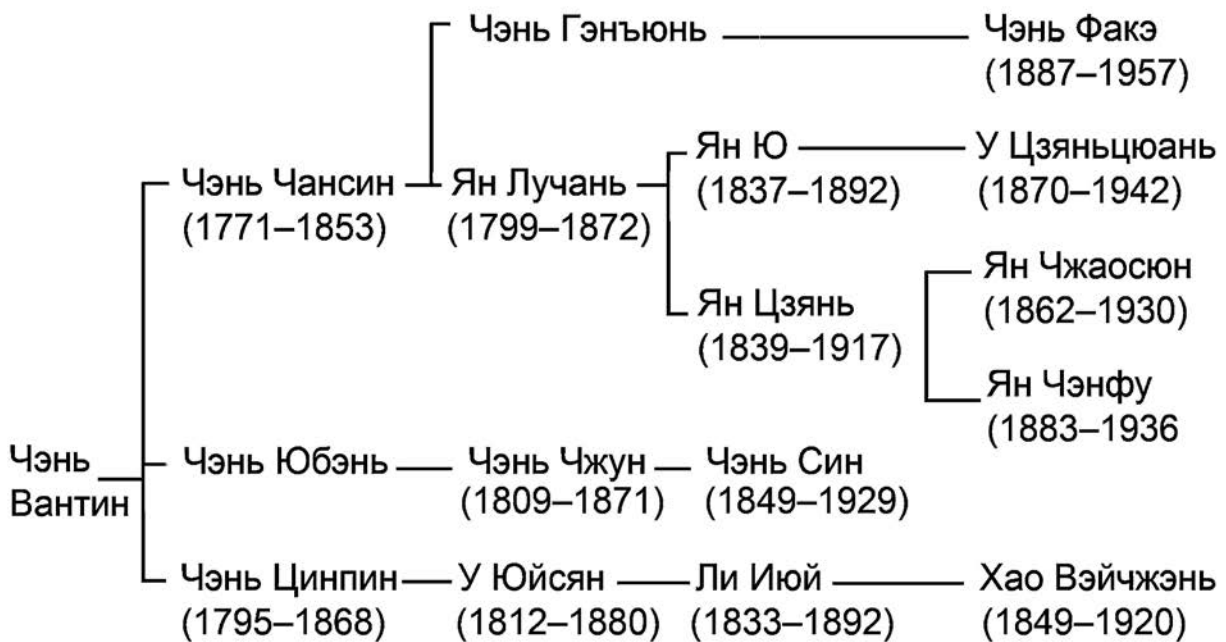 Чэнь Гэнъюнь
Чэнь Факэ
(1887–1957)
Ян Ю
(1837–1892)
У Цзяньцюань
(1870–1942)
Чэнь Чансин
(1771–1853)
Ян Лучань
(1799–1872)
Ян Чжаосюн
(1862–1930)
Ян Цзянь
(1839–1917)
Ян Чэнфу
(1883–1936
Чэнь
Вантин
Чэнь Юбэнь
Чэнь Чжун
(1809–1871)
Чэнь Син
(1849–1929)
Чэнь Цинпин
(1795–1868)
У Юйсян
(1812–1880)
Ли Июй
(1833–1892)
Хао Вэйчжэнь
(1849–1920)